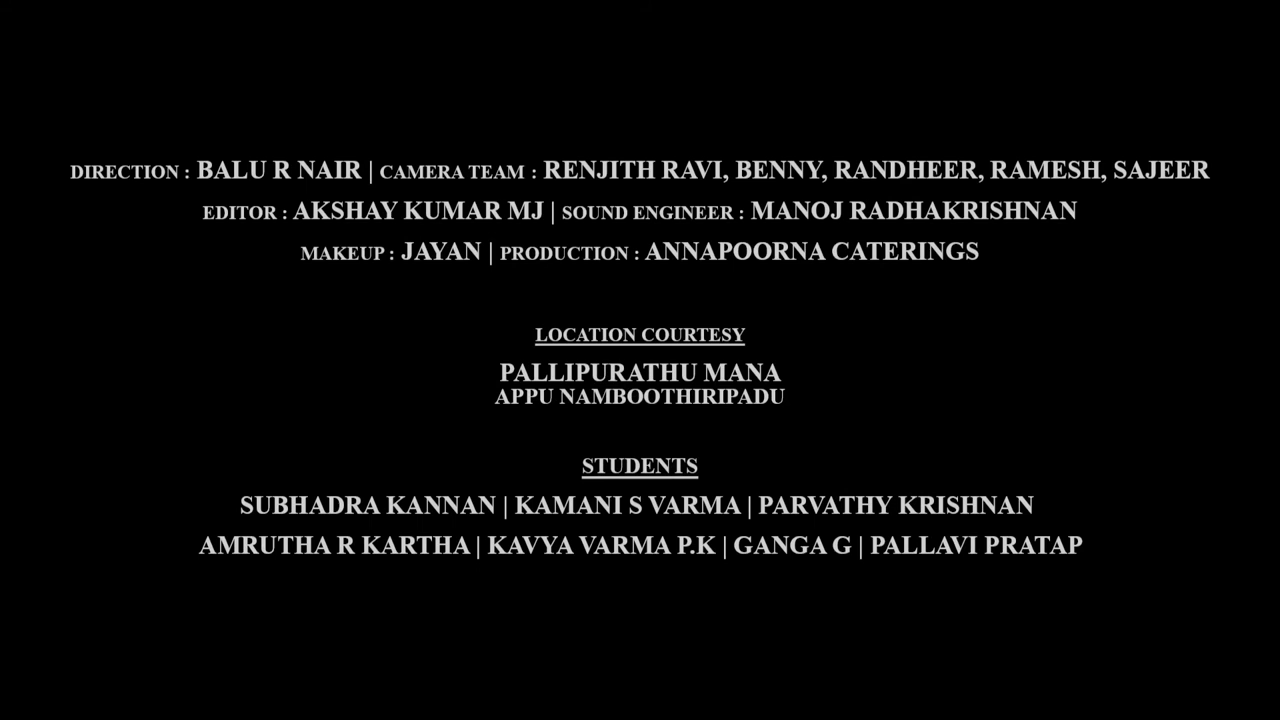 DIRECTION : BALU R NAIR | CAMERA TEAM : RENJITH RAVI, BENNY, RANDHEER, RAMESH, SAJEER
EDITOR : AKSHAY KUMAR MJ | SOUND ENGINEER : MANOJ RADHAKRISHNAN
MAKEUP : JAYAN | PRODUCTION : ANNAPOORNA CATERINGS
LOCATION COURTESY
PALLIPURATHU MANA
APPU NAMBOOTHIRIPADU
STUDENTS
SUBHADRA KANNAN | KAMANI S VARMA | PARVATHY KRISHNAN
AMRUTHA R KARTHA | KAVYA VARMA P.K | GANGA G | PALLAVI PRATAP